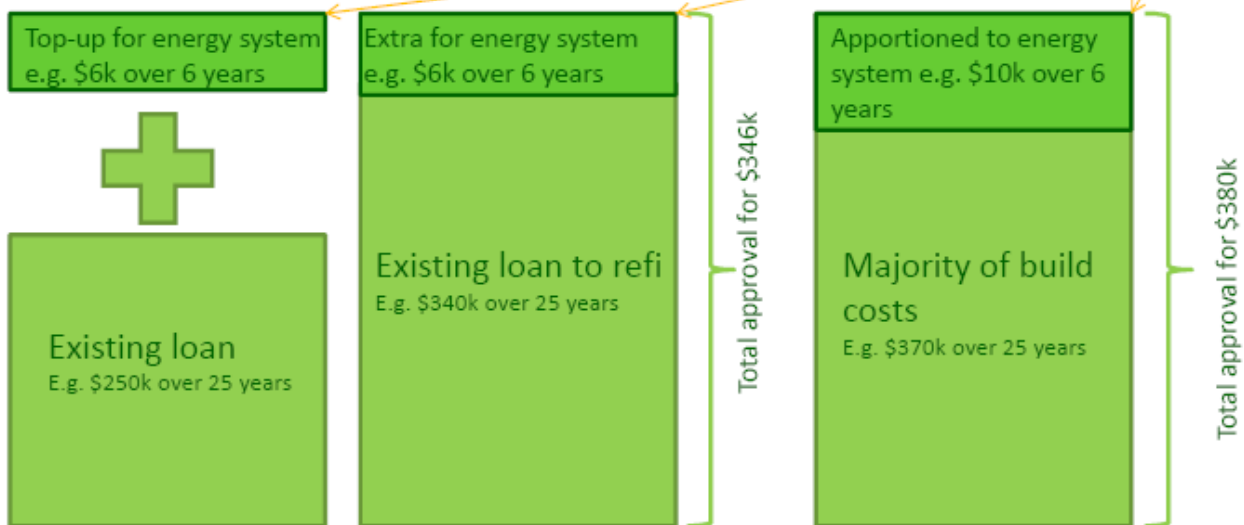 Top-up for energy system
e.g. $6k over 6 years
Existing loan
E.g. $250k over 25 years
Extra for energy system
e.g. $6k over 6 years
Existing loan to refi
E.g. $340k over 25 years
Total approval for $346k
Apportioned to energy
system e.g. $10k over 6
years
Majority of build
costs
E.g. $370k over 25 years
Total approval for $380k